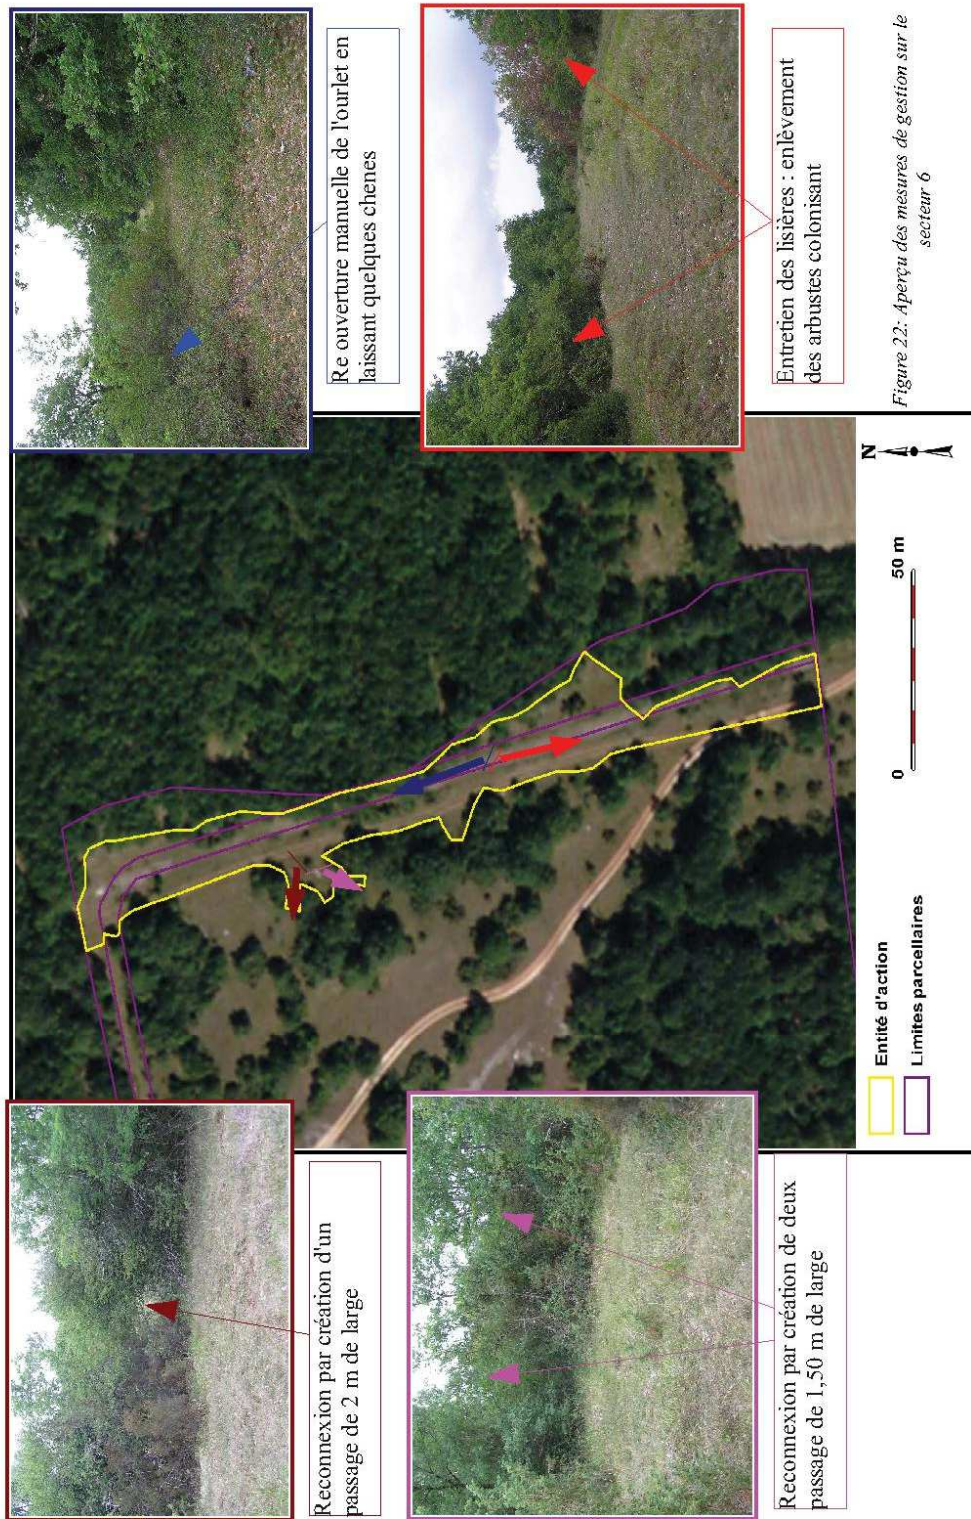 Reconnexion par création d'un
passage de 2 m de large
Reconnexion par création de deux
passage de 1,50 m de large
Entité d'action
Limites parcellaires
0
50 m
N
Re ouverture manuelle de l'ourlet en
laissant quelques chenes
Entretien des lisières : enlèvement
des arbustes colonisant
Figure 22: Aperçu des mesures de gestion sur le
secteur 6